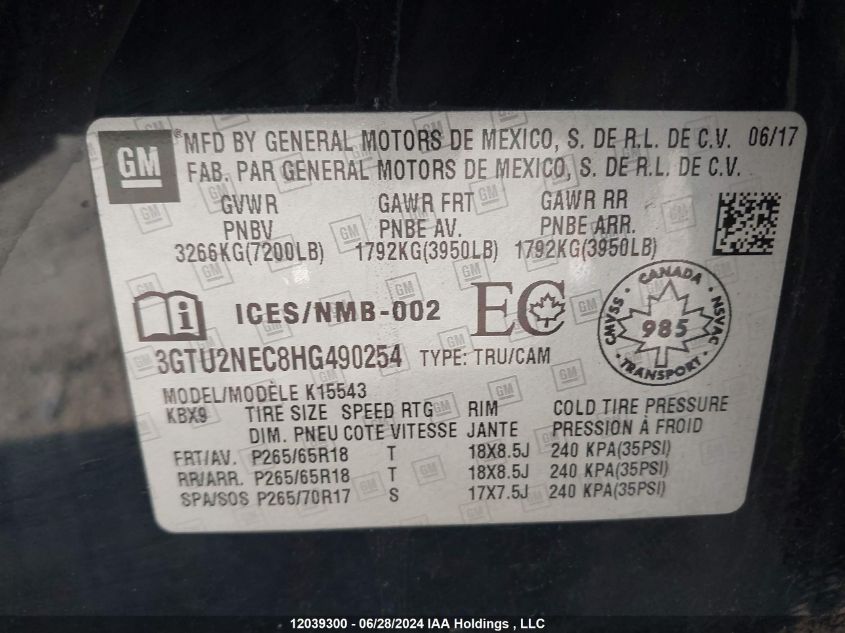 GM
® MFD BY GENERAL MOTORS DE MEXICO, S. DE R.L. DE C.V. 06/17
FAB. PAR GENERAL MOTORS DE MEXICO, S. DE R.L. DE C.V.
GVWR GAWR FRT GAWR RR
PNBV PNBE AV. PNBE ARR.
3266KG(7200LB) 1792KG(3950LB) 1792KG(3950LB)
i ICES/NMB-002 EC
CANADA CMVSS NSVAC 985 TRANSPORT
3GTU2NEC8HG490254 TYPE: TRU/CAM
MODEL/MODÈLE K15543
KBX9 TIRE SIZE SPEED RTG RIM COLD TIRE PRESSURE
DIM. PNEU COTE VITESSE JANTE PRESSION À FROID
FRT/AV. P265/65R18 T 18X8.5J 240 KPA(35PSI)
RR/ARR. P265/65R18 T 18X8.5J 240 KPA(35PSI)
SPA/SOS P265/70R17 S 17X7.5J 240 KPA(35PSI)
12039300 - 06/28/2024 IAA Holdings , LLC